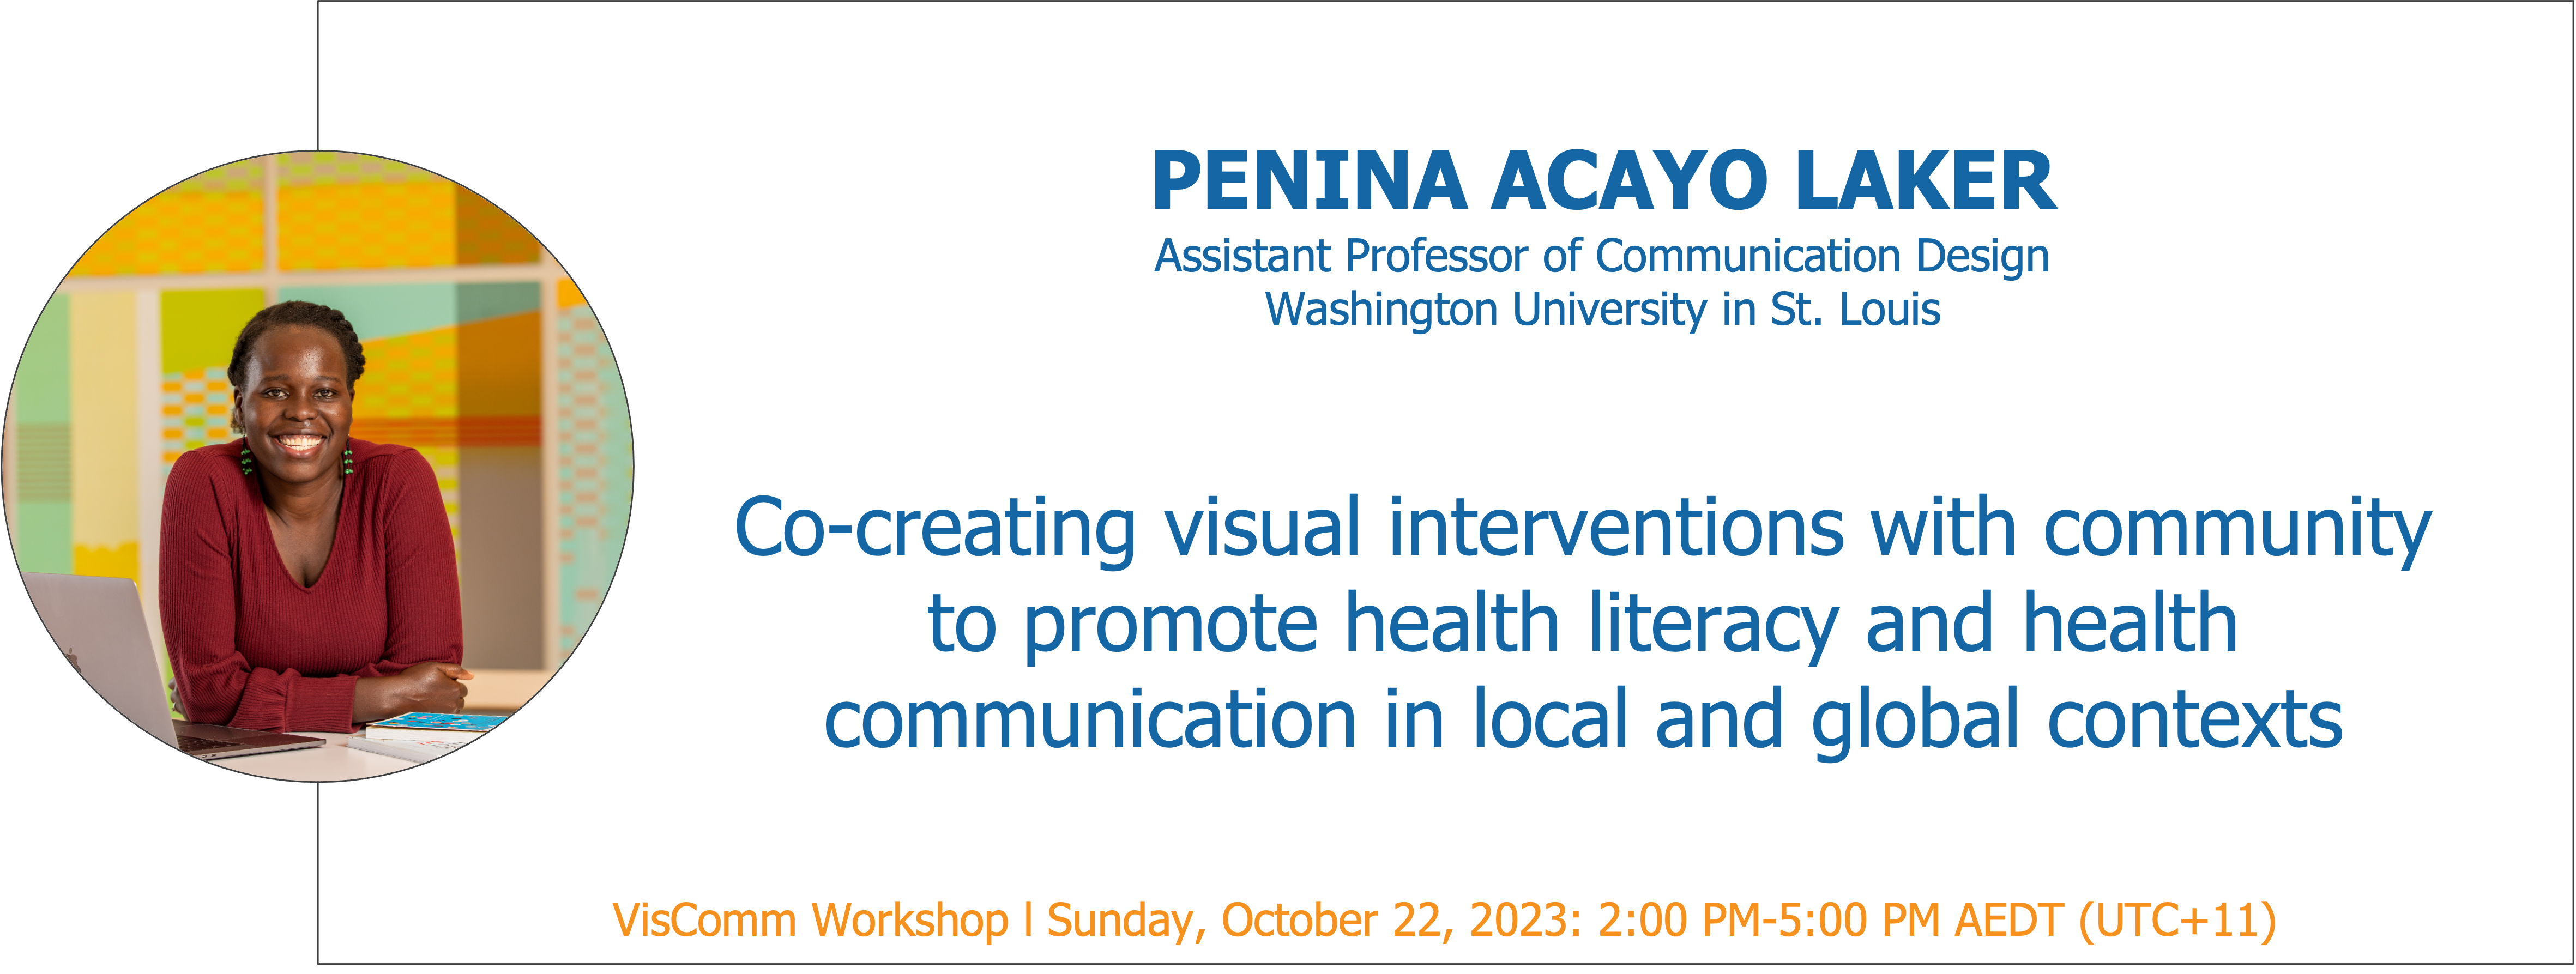 PENINA ACAYO LAKER
Assistant Professor of Communication Design
Washington University in St. Louis
Co-creating visual interventions with community
to promote health literacy and health
communication in local and global contexts
VisComm Workshop l Sunday, October 22, 2023: 2:00 PM-5:00 PM AEDT (UTC+11)